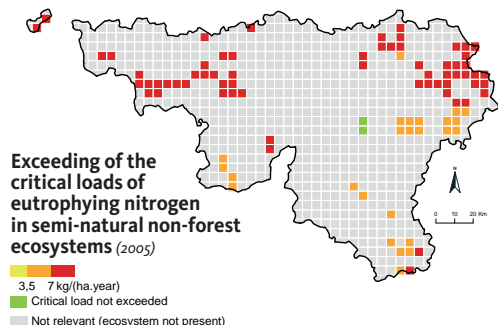 Exceeding of the
critical loads of
eutrophying nitrogen
in semi-natural non-forest
ecosystems (2005)
3,5 7 kg/(ha.year)
Critical load not exceeded
Not relevant (ecosystem not present)
N
0 10 20 Km